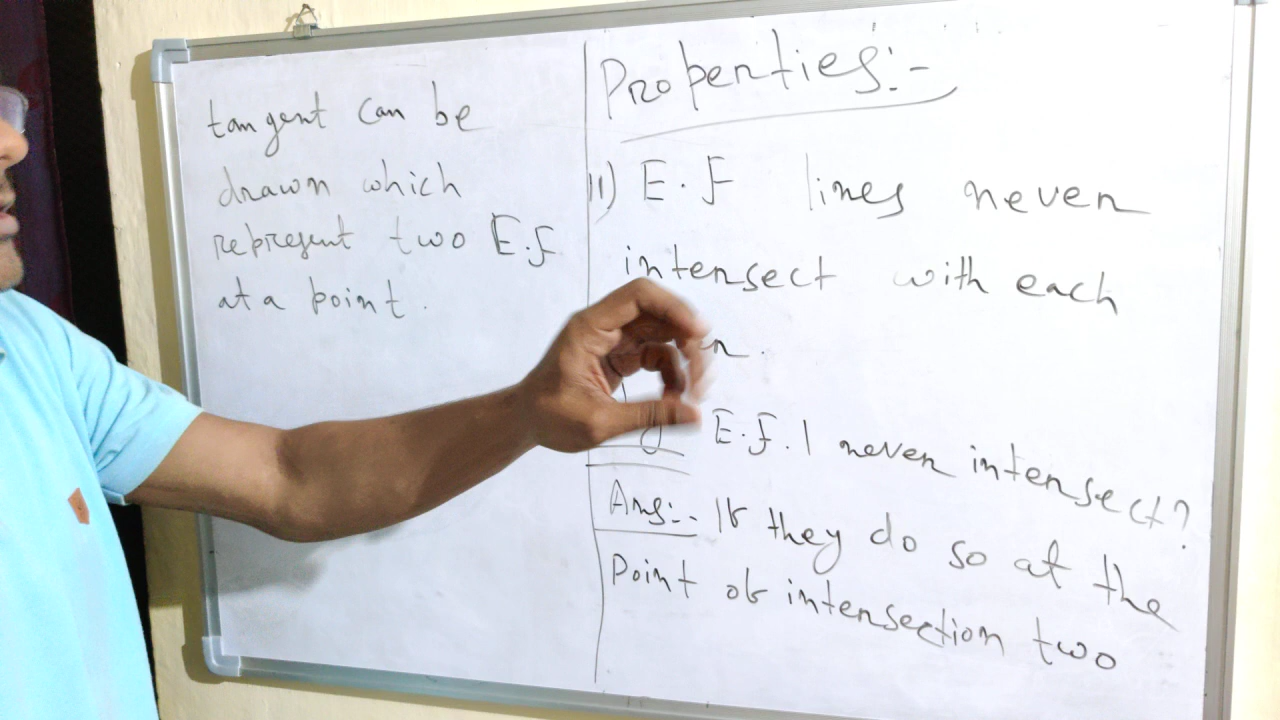 tangent can be
drawn which
represent two E.F
at a point.
Properties:-
11) E.F lines never
intersect with each
E.F.l never intersect?
Ans:- If they do so at the
Point of intersection two